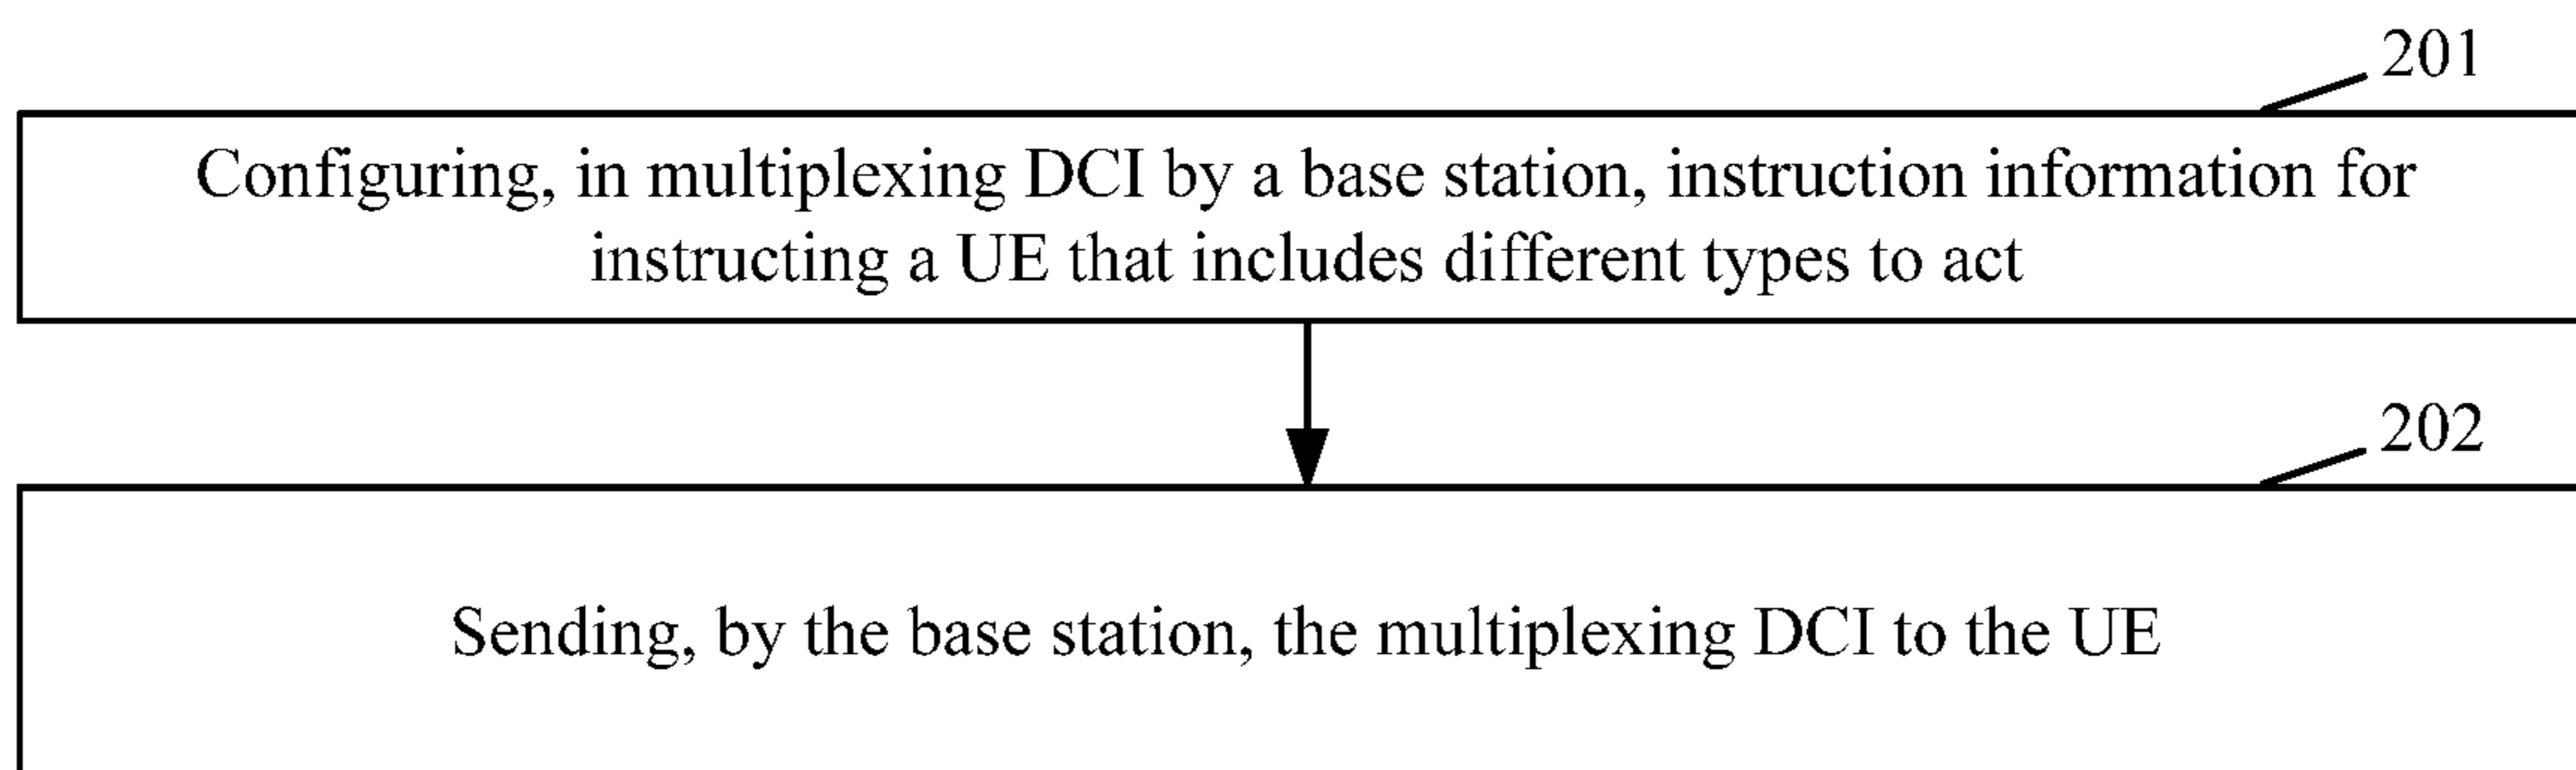 201
Configuring, in multiplexing DCI by a base station, instruction information for
instructing a UE that includes different types to act
202
Sending, by the base station, the multiplexing DCI to the UE